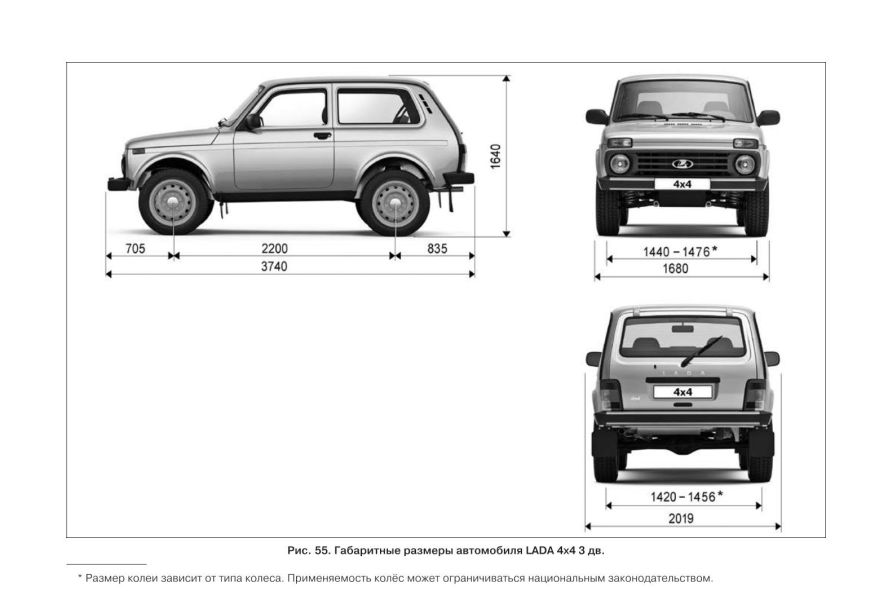 1640
705 2200 835
3740
4x4
1440 – 1476*
1680
LADA
4x4
1420 – 1456*
2019
Рис. 55. Габаритные размеры автомобиля LADA 4x4 3 дв.
* Размер колеи зависит от типа колеса. Применяемость колёс может ограничиваться национальным законодательством.